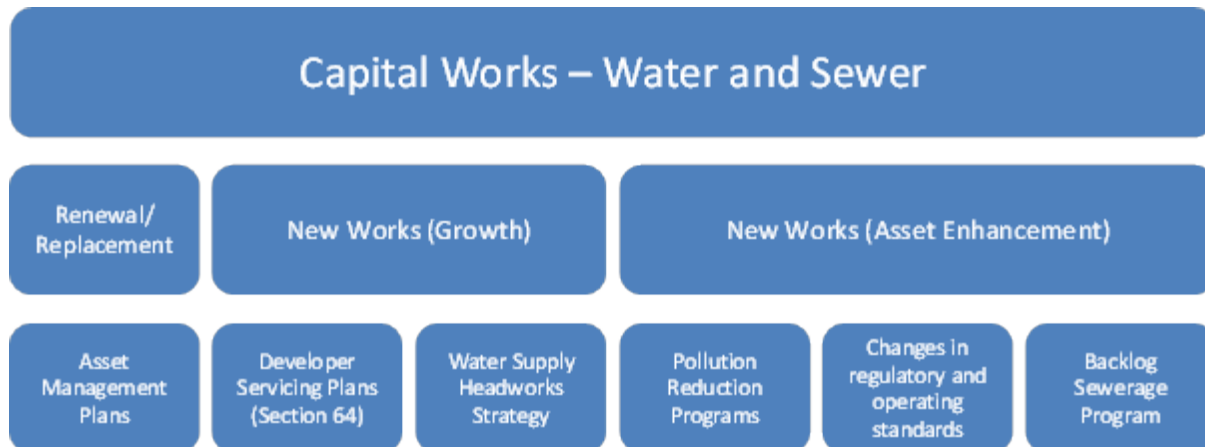 Capital Works – Water and Sewer
Renewal/
Replacement
New Works (Growth)
New Works (Asset Enhancement)
Asset
Management
Plans
Developer
Servicing Plans
(Section 64)
Water Supply
Headworks
Strategy
Pollution
Reduction
Programs
Changes in
regulatory and
operating
standards
Backlog
Sewerage
Program